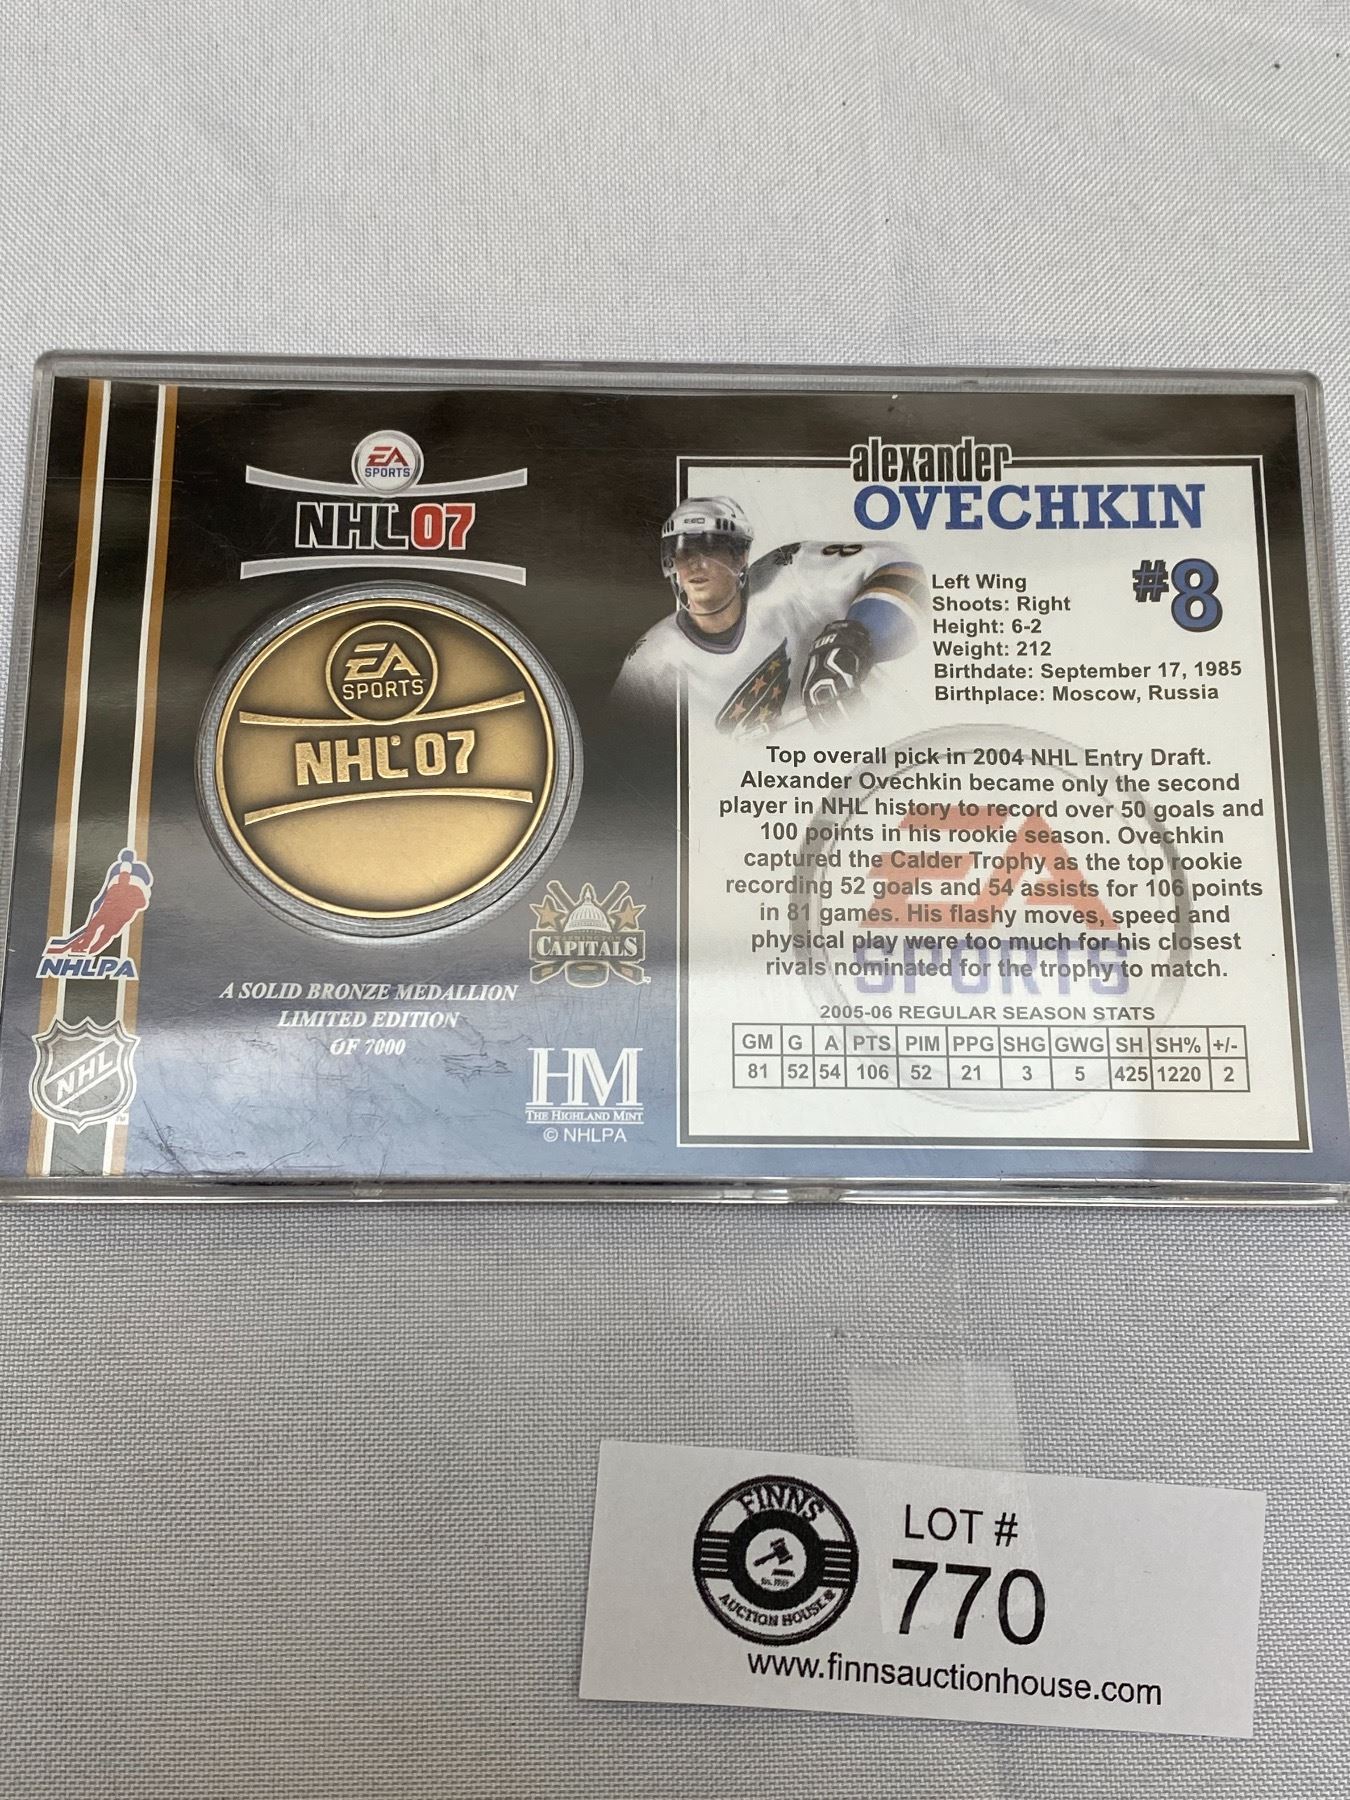 EA
SPORTS
NHL 07
EA
SPORTS
NHL 07
NHLPA
NHL
CAPITALS
A SOLID BRONZE MEDALLION
LIMITED EDITION
OF 7000
HM
THE HIGHLAND MINT
© NHLPA
alexander
OVECHKIN
#8
Left Wing
Shoots: Right
Height: 6-2
Weight: 212
Birthdate: September 17, 1985
Birthplace: Moscow, Russia
8
Top overall pick in 2004 NHL Entry Draft.
Alexander Ovechkin became only the second
player in NHL history to record over 50 goals and
100 points in his rookie season. Ovechkin
captured the Calder Trophy as the top rookie
recording 52 goals and 54 assists for 106 points
in 81 games. His flashy moves, speed and
physical play were too much for his closest
rivals nominated for the trophy to match.
EA
SPORTS
2005-06 REGULAR SEASON STATS
GM G A PTS PIM PPG SHG GWG SH SH% +/-
81 52 54 106 52 21 3 5 425 1220 2
FINNS
AUCTION HOUSE
LOT #
770
www.finnsauctionhouse.com